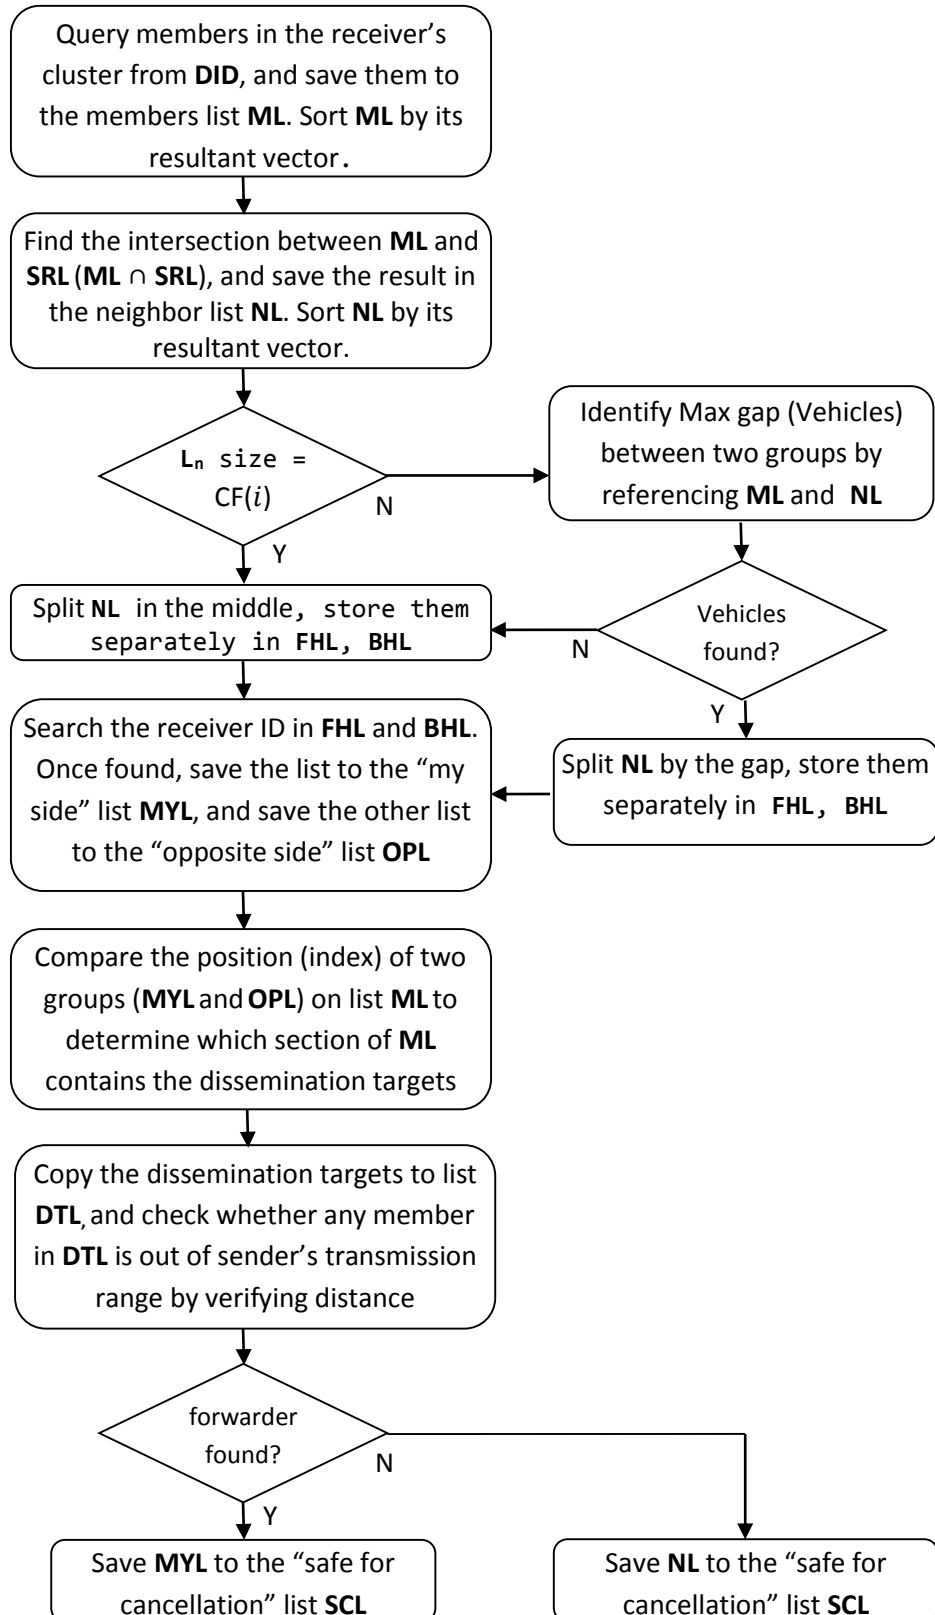 Query members in the receiver’s
cluster from DID, and save them to
the members list ML. Sort ML by its
resultant vector.
Find the intersection between ML and
SRL (ML ∩ SRL), and save the result in
the neighbor list NL. Sort NL by its
resultant vector.
Lₙ size =
CF(i)
N
Y
Identify Max gap (Vehicles)
between two groups by
referencing ML and NL
Vehicles
found?
N
Y
Split NL in the middle, store them
separately in FHL, BHL
Split NL by the gap, store them
separately in FHL, BHL
Search the receiver ID in FHL and BHL.
Once found, save the list to the “my
side” list MYL, and save the other list
to the “opposite side” list OPL
Compare the position (index) of two
groups (MYL and OPL) on list ML to
determine which section of ML
contains the dissemination targets
Copy the dissemination targets to list
DTL, and check whether any member
in DTL is out of sender’s transmission
range by verifying distance
forwarder
found?
N
Y
Save MYL to the “safe for
cancellation” list SCL
Save NL to the “safe for
cancellation” list SCL